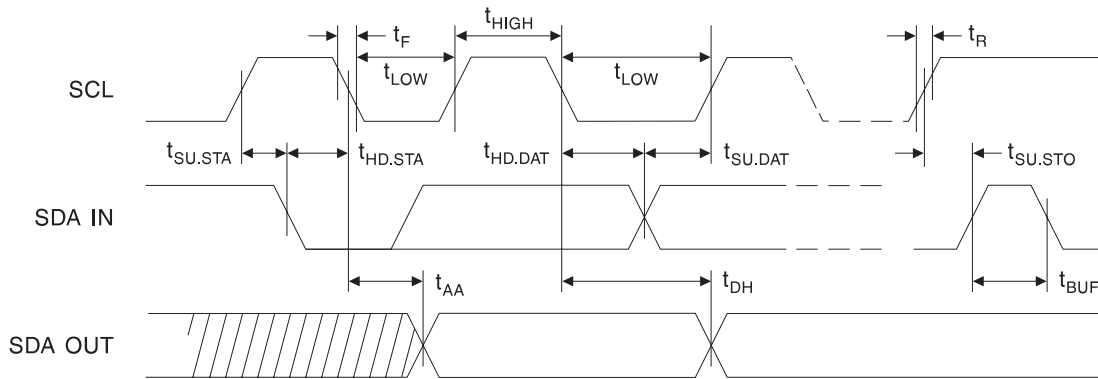 t_HIGH
t_F
t_R
t_LOW
t_LOW
SCL
t_SU.STA
t_HD.STA
t_HD.DAT
t_SU.DAT
t_SU.STO
SDA IN
t_AA
t_DH
t_BUF
SDA OUT